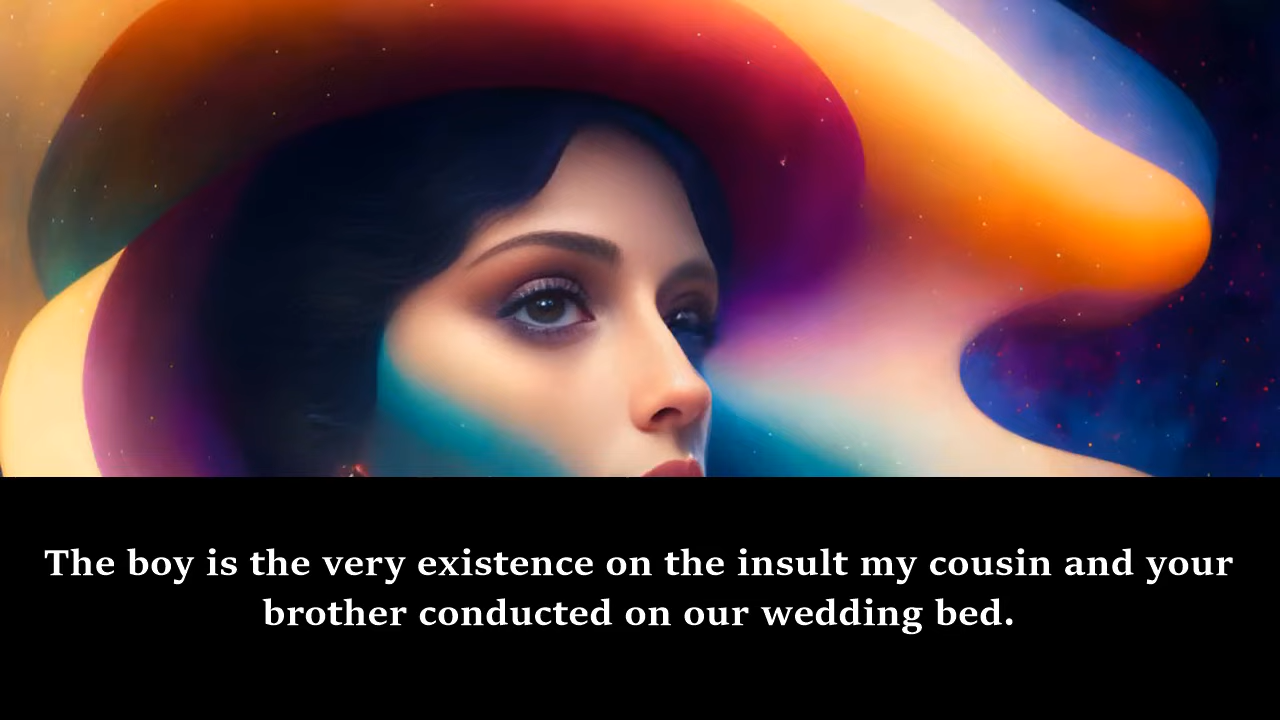 The boy is the very existence on the insult my cousin and your
brother conducted on our wedding bed.